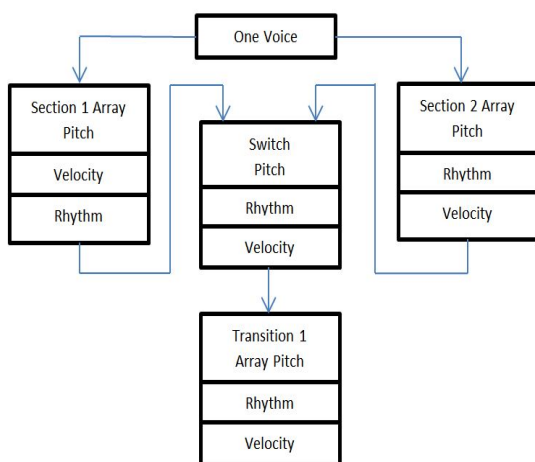 One Voice
Section 1 Array
Pitch
Velocity
Rhythm
Switch
Pitch
Rhythm
Velocity
Section 2 Array
Pitch
Rhythm
Velocity
Transition 1
Array Pitch
Rhythm
Velocity